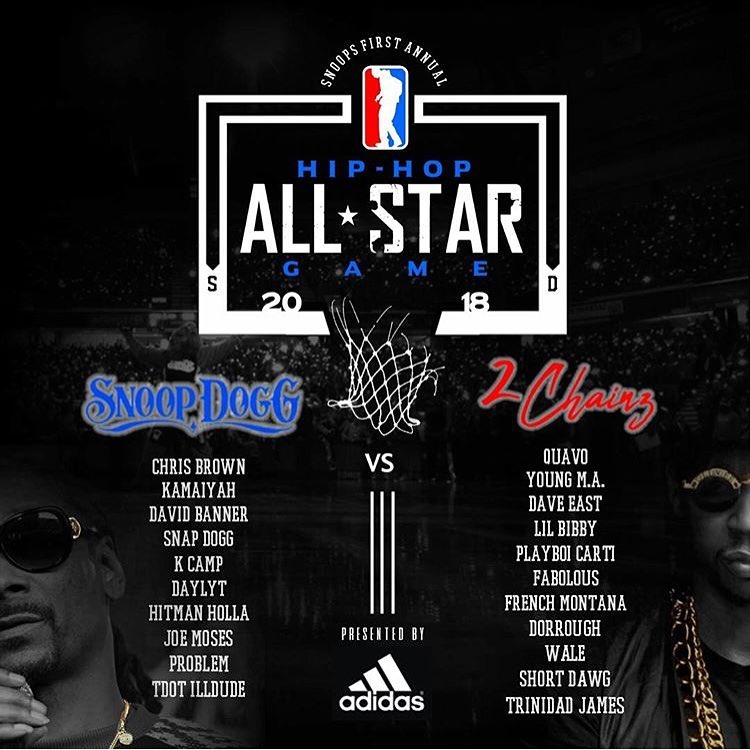 SNOOPS FIRST ANNUAL
HIP-HOP
ALL STAR
GAME
S D
20 18
SNOOP DOGG
CHRIS BROWN
KAMAIYAH
DAVID BANNER
SNAP DOGG
K CAMP
DAYLYT
HITMAN HOLLA
JOE MOSES
PROBLEM
TDOT ILLDUDE
VS
PRESENTED BY
adidas
2 Chainz
QUAVO
YOUNG M.A.
DAVE EAST
LIL BIBBY
PLAYBOI CARTI
FABOLOUS
FRENCH MONTANA
DORROUGH
WALE
SHORT DAWG
TRINIDAD JAMES